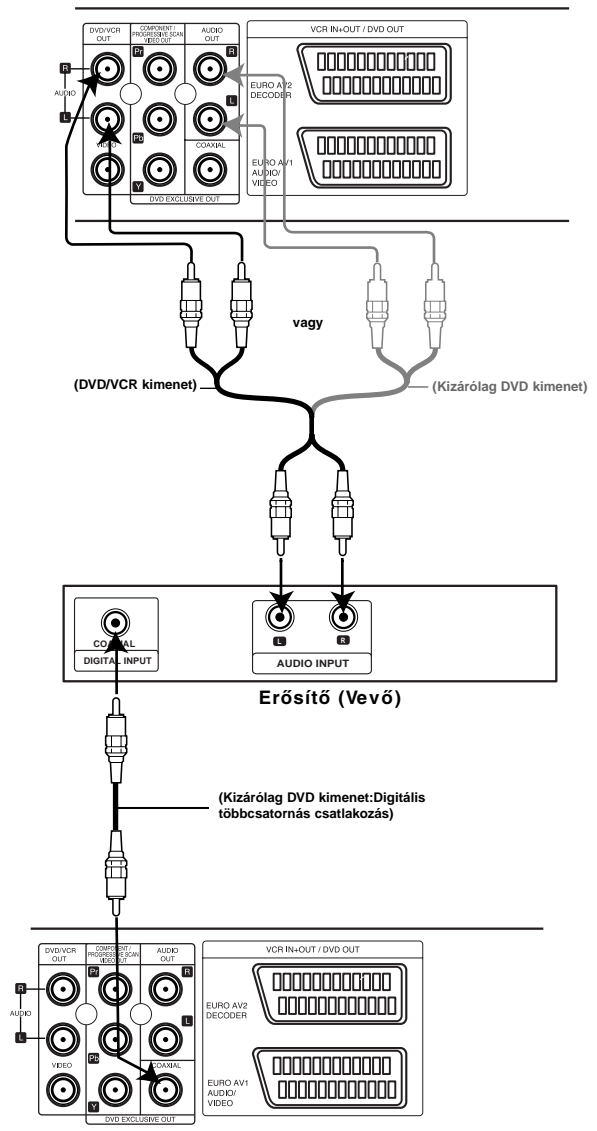 DVD/VCR
OUT
COMPONENT /
PROGRESSIVE SCAN
VIDEO OUT
AUDIO
OUT
VCR IN+OUT / DVD OUT
R
Pr
R
AUDIO
EURO AV2
DECODER
L
L
VIDEO
Pb
COAXIAL
EURO AV1
AUDIO/
VIDEO
Y
DVD EXCLUSIVE OUT
vagy
(DVD/VCR kimenet)
(Kizárólag DVD kimenet)
COAXIAL
DIGITAL INPUT
L
R
AUDIO INPUT
Erősítő (Vevő)
(Kizárólag DVD kimenet:Digitális
többcsatornás csatlakozás)
DVD/VCR
OUT
COMPONENT /
PROGRESSIVE SCAN
VIDEO OUT
AUDIO
OUT
VCR IN+OUT / DVD OUT
R
Pr
R
AUDIO
EURO AV2
DECODER
L
L
VIDEO
Pb
COAXIAL
EURO AV1
AUDIO/
VIDEO
Y
DVD EXCLUSIVE OUT